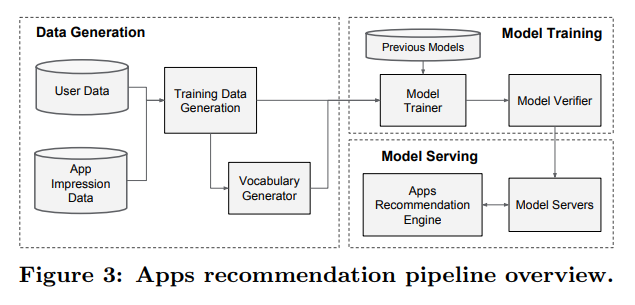 Data Generation
User Data
App
Impression
Data
Training Data
Generation
Vocabulary
Generator
Model Training
Previous Models
Model
Trainer
Model Verifier
Model Serving
Apps
Recommendation
Engine
Model Servers
Figure 3: Apps recommendation pipeline overview.